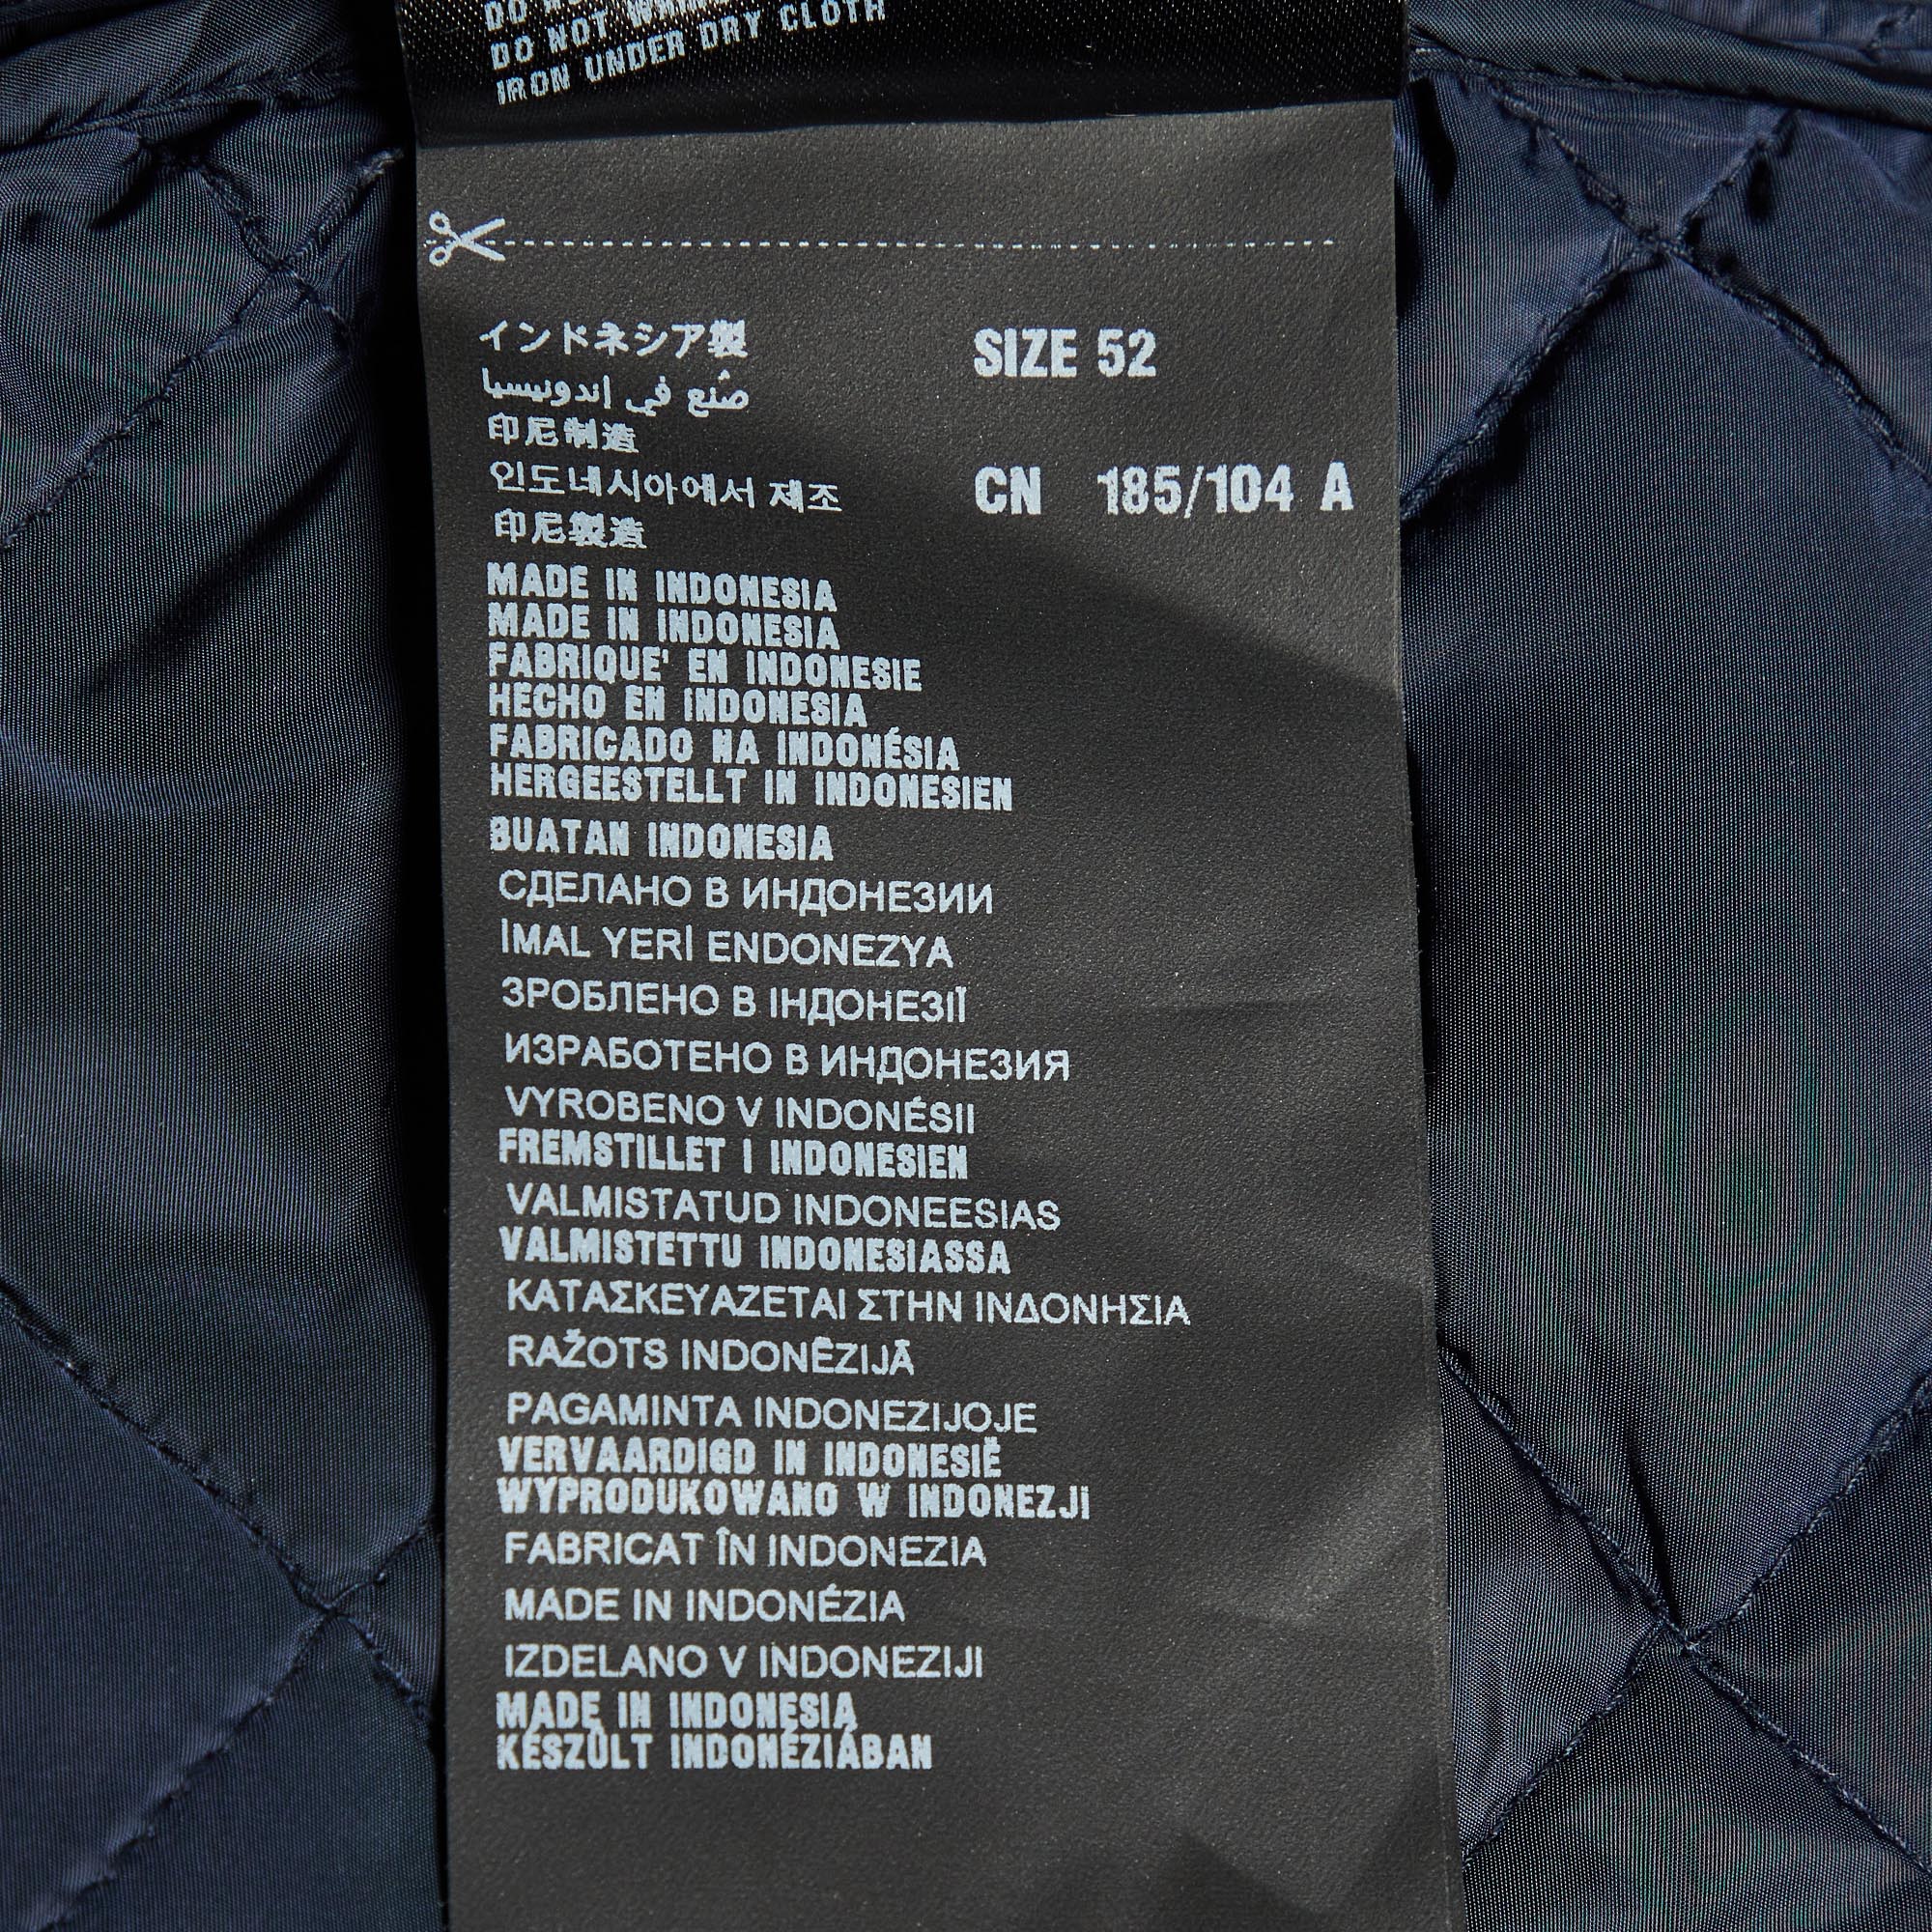 DO NOT
IRON UNDER DRY CLOTH
インドネシア製
صُنع في إندونيسيا
印尼制造
인도네시아에서 제조
印尼製造
SIZE 52
CN 185/104 A
MADE IN INDONESIA
MADE IN INDONESIA
FABRIQUE' EN INDONESIE
HECHO EN INDONESIA
FABRICADO NA INDONÉSIA
HERGEESTELLT IN INDONESIEN
BUATAN INDONESIA
СДЕЛАНО В ИНДОНЕЗИИ
İMAL YERİ ENDONEZYA
ЗРОБЛЕНО В ІНДОНЕЗІЇ
ИЗРАБОТЕНО В ИНДОНЕЗИЯ
VYROBENO V INDONÉSII
FREMSTILLET I INDONESIEN
VALMISTATUD INDONEESIAS
VALMISTETTU INDONESIASSA
ΚΑΤΑΣΚΕΥΑΖΕΤΑΙ ΣΤΗΝ ΙΝΔΟΝΗΣΙΑ
RAŽOTS INDONĒZIJĀ
PAGAMINTA INDONEZIJOJE
VERVAARDIGD IN INDONESIË
WYPRODUKOWANO W INDONEZJI
FABRICAT ÎN INDONEZIA
MADE IN INDONÉZIA
IZDELANO V INDONEZIJI
MADE IN INDONESIA
KÉSZÜLT INDONÉZIÁBAN